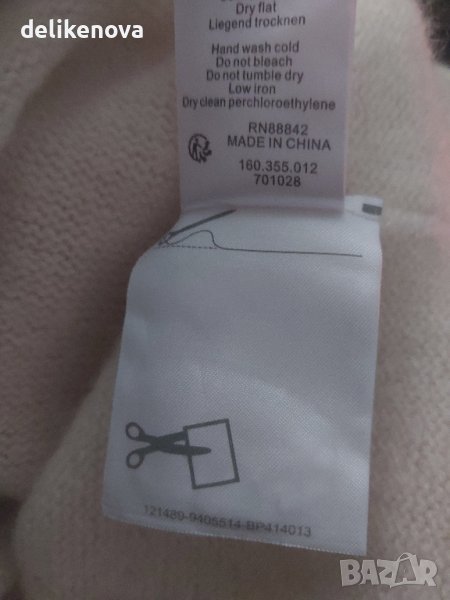 delikenova
Dry flat
Liegend trocknen
Hand wash cold
Do not bleach
Do not tumble dry
Low iron
Dry clean perchloroethylene
RN88842
MADE IN CHINA
160.355.012
701028
121489-9405514-BP414013
BAZAR